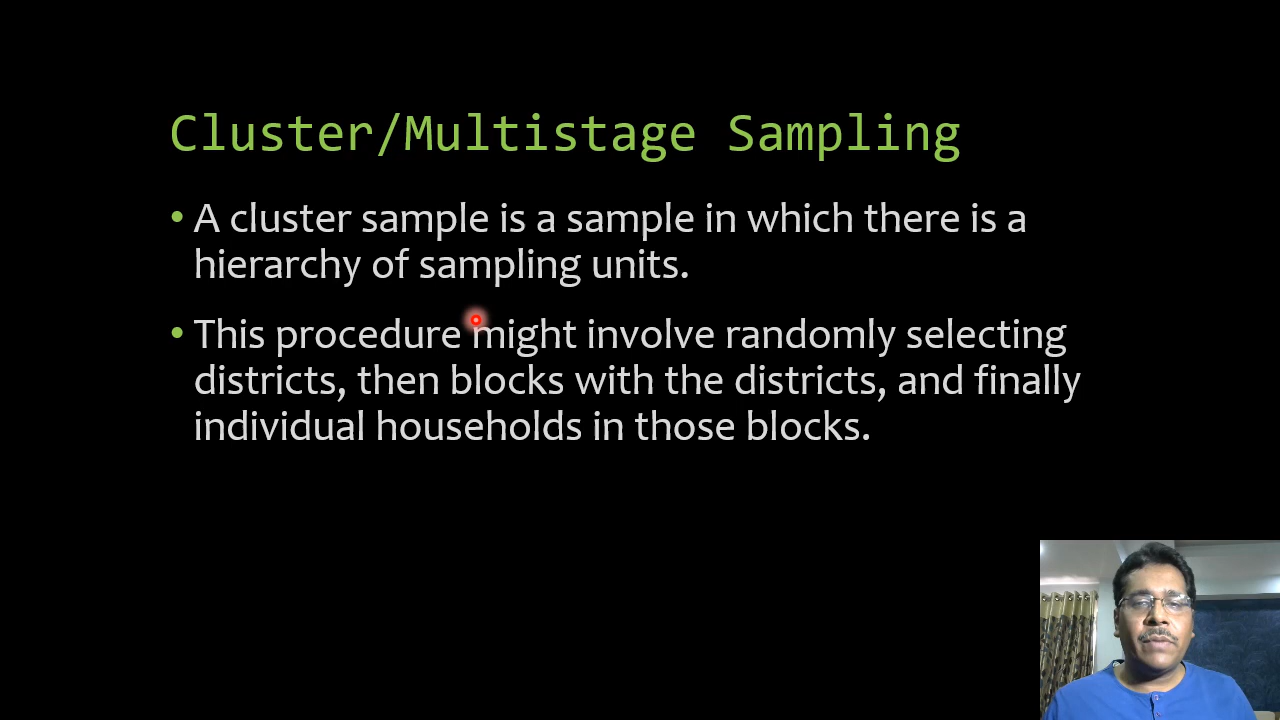 Cluster/Multistage Sampling
• A cluster sample is a sample in which there is a
hierarchy of sampling units.
• This procedure might involve randomly selecting
districts, then blocks with the districts, and finally
individual households in those blocks.